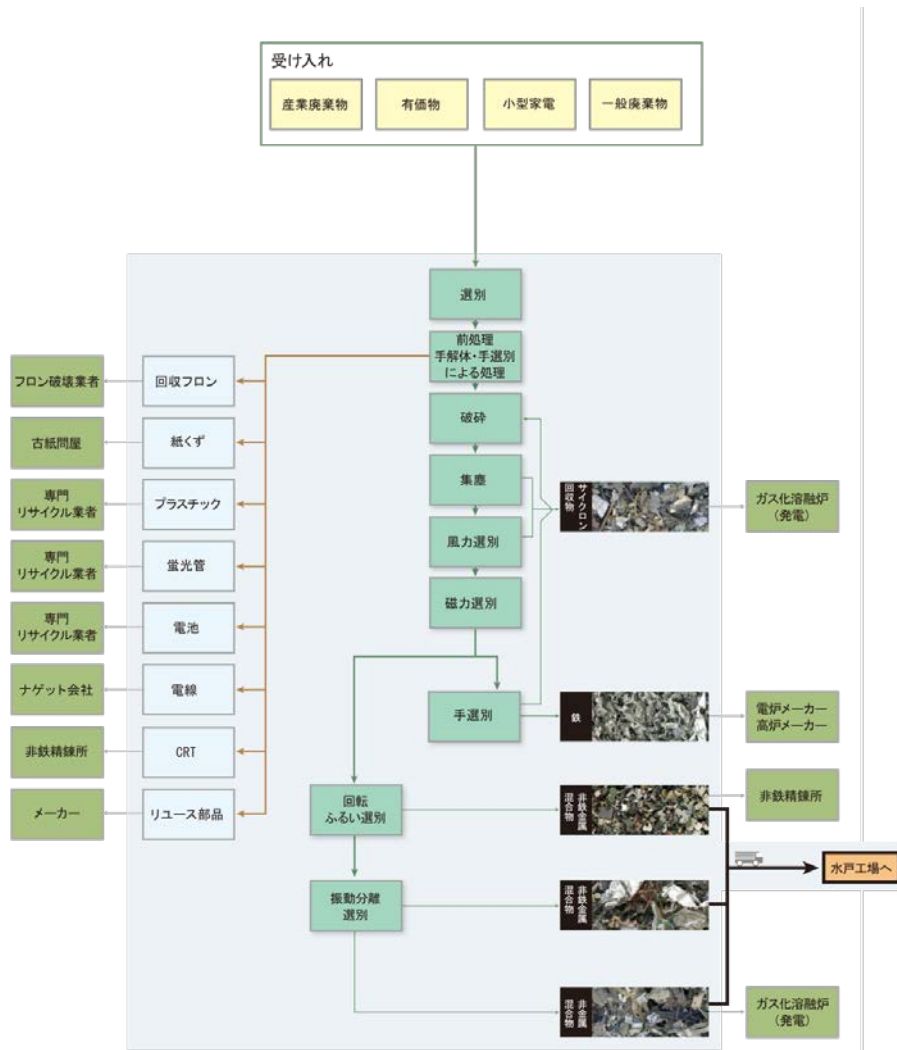 受け入れ
産業廃棄物
有価物
小型家電
一般廃棄物
選別
前処理
手解体・手選別
による処理
破砕
集塵
風力選別
磁力選別
手選別
回転
ふるい選別
振動分離
選別
フロン破壊業者
回収フロン
古紙問屋
紙くず
専門
リサイクル業者
プラスチック
専門
リサイクル業者
蛍光管
専門
リサイクル業者
電池
ナゲット会社
電線
非鉄精錬所
CRT
メーカー
リユース部品
サイクロン
回収物
ガス化溶融炉
(発電)
鉄
電炉メーカー
高炉メーカー
非鉄金属
混合物
非鉄精錬所
水戸工場へ
非鉄金属
混合物
非金属
混合物
ガス化溶融炉
(発電)